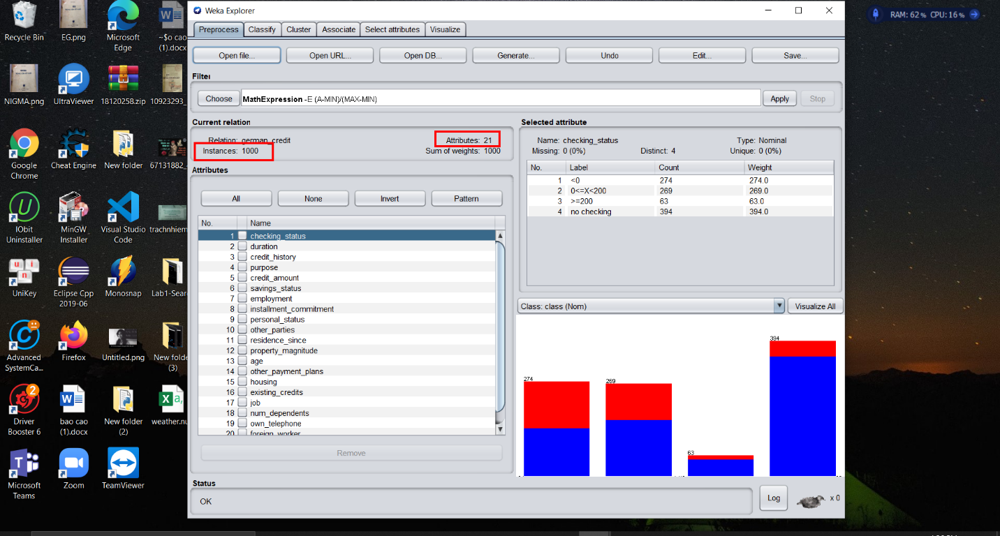 Recycle Bin
EG.png
Microsoft
Edge
~$o cao
(1).docx
NIGMA.png
UltraViewer
18120258.zip
10923293_
Google
Chrome
Cheat Engine
New folder
67131882_
IObit
Uninstaller
MinGW
Installer
Visual Studio
Code
trachnhiem
UniKey
Eclipse Cpp
2019-06
Monosnap
Lab1-Sear
Advanced
SystemCa...
Firefox
Untitled.png
New folde
(3)
Driver
Booster 6
bao cao
(1).docx
New folder
(2)
weather.nu
Microsoft
Teams
Zoom
TeamViewer
Weka Explorer
Preprocess Classify Cluster Associate Select attributes Visualize
Open file... Open URL... Open DB... Generate... Undo Edit... Save...
Filter
Choose MathExpression -E (A-MIN)/(MAX-MIN) Apply Stop
Current relation
Relation: german_credit Attributes: 21
Instances: 1000 Sum of weights: 1000
Attributes
All None Invert Pattern
No. Name
1 checking_status
2 duration
3 credit_history
4 purpose
5 credit_amount
6 savings_status
7 employment
8 installment_commitment
9 personal_status
10 other_parties
11 residence_since
12 property_magnitude
13 age
14 other_payment_plans
15 housing
16 existing_credits
17 job
18 num_dependents
19 own_telephone
20 foreign_worker
Remove
Selected attribute
Name: checking_status Type: Nominal
Missing: 0 (0%) Distinct: 4 Unique: 0 (0%)
No. Label Count Weight
1 <0 274 274.0
2 0<=X<200 269 269.0
3 >=200 63 63.0
4 no checking 394 394.0
Class: class (Nom) Visualize All
274
269
63
394
Status
OK
Log x 0
RAM: 62 % CPU: 16 %